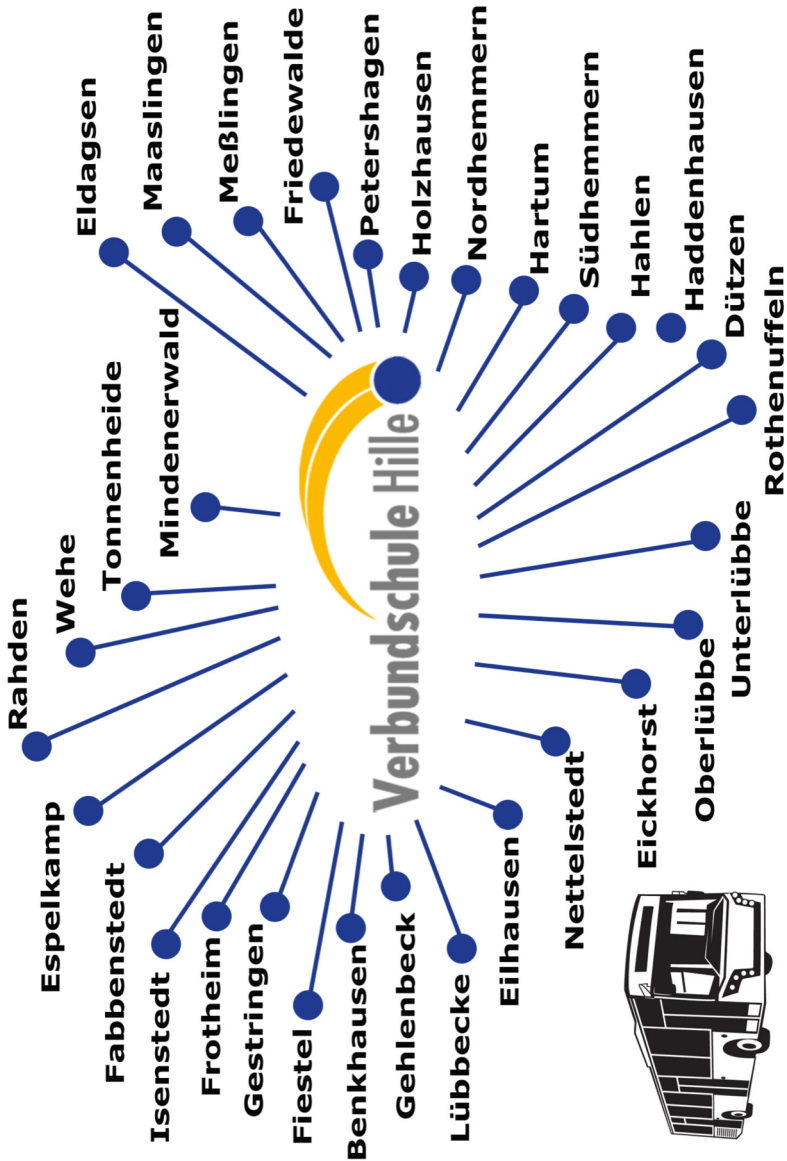 Rahden
Wehe
Tonnenheide
Mindenerwald
Eldagsen
Maaslingen
Meßlingen
Friedewalde
Petershagen
Holzhausen
Nordhemmern
Hartum
Südhemmern
Hahlen
Haddenhausen
Dützen
Rothenuffeln
Unterlübbe
Oberlübbe
Eickhorst
Nettelstedt
Eilhausen
Lübbecke
Gehlenbeck
Benkhausen
Fiestel
Gestringen
Frotheim
Isenstedt
Fabbenstedt
Espelkamp
Verbundschule Hille